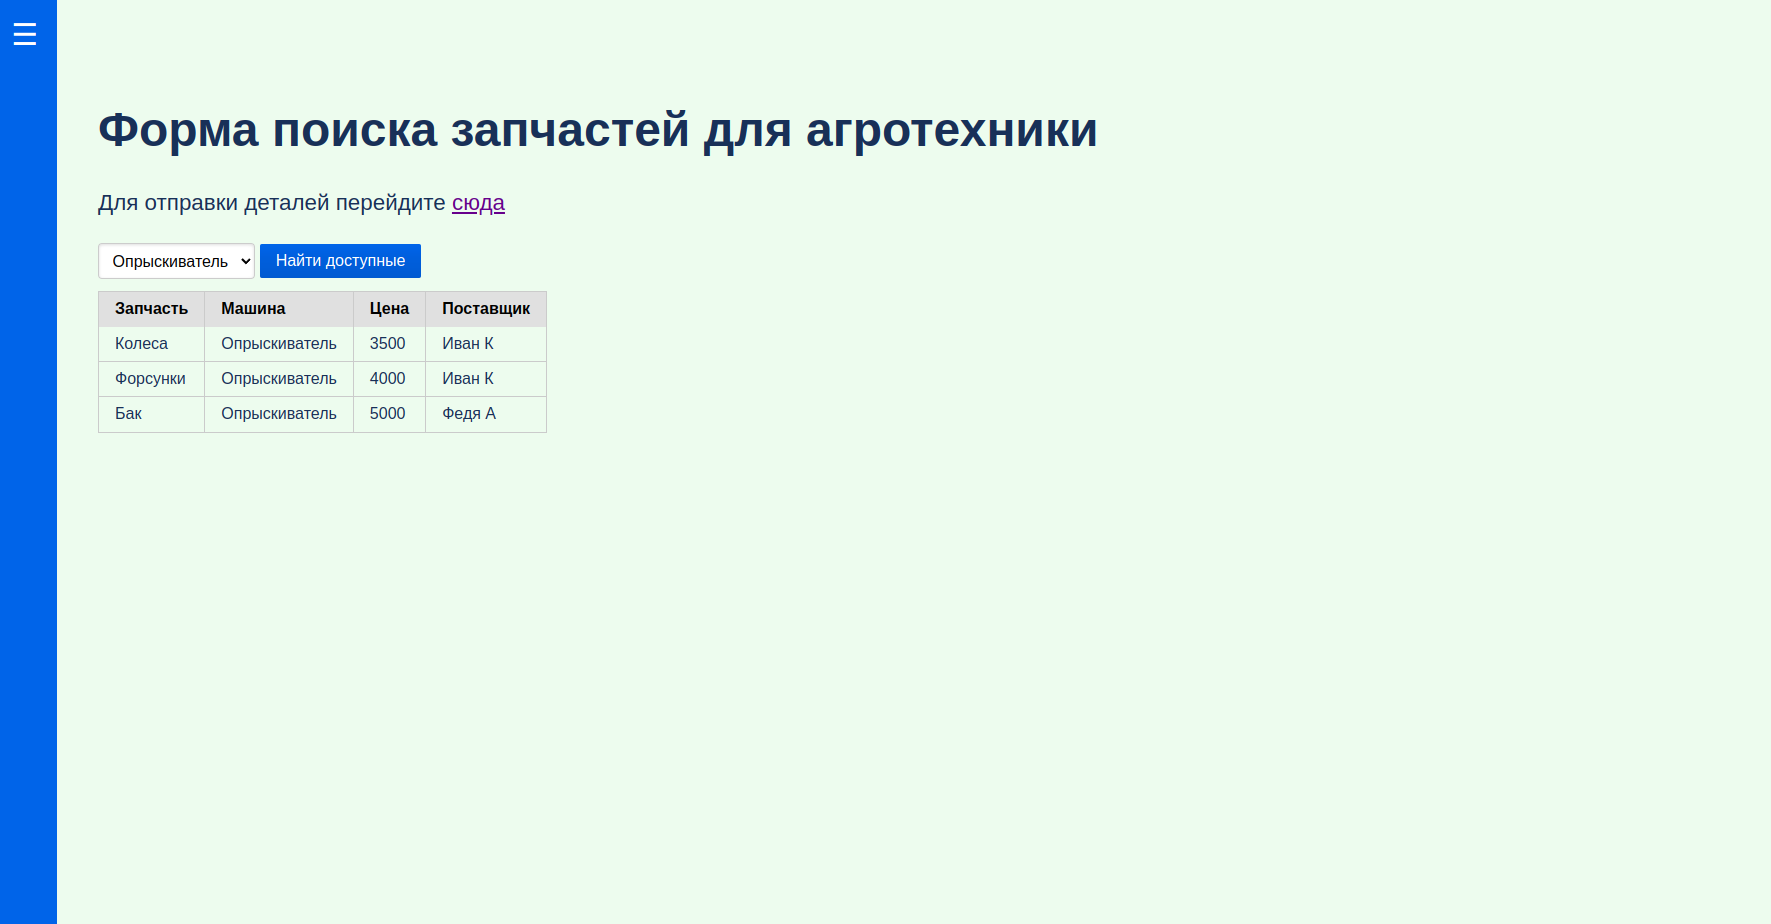 Форма поиска запчастей для агротехники
Для отправки деталей перейдите сюда
Опрыскиватель Найти доступные
Запчасть Машина Цена Поставщик
Колеса Опрыскиватель 3500 Иван К
Форсунки Опрыскиватель 4000 Иван К
Бак Опрыскиватель 5000 Федя А